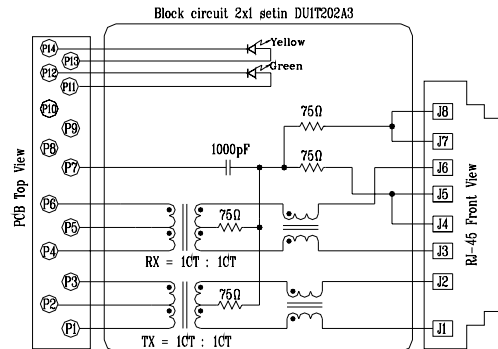 Block circuit 2x1 setin DU1T202A3
P14
Yellow
P13
P12
Green
P11
P10
P9
P8
P7
1000pF
75Ω
75Ω
J8
J7
J6
J5
J4
J3
J2
J1
P6
P5
P4
75Ω
RX = 1CT : 1CT
P3
P2
P1
75Ω
TX = 1CT : 1CT
PCB Top View
RJ-45 Front View